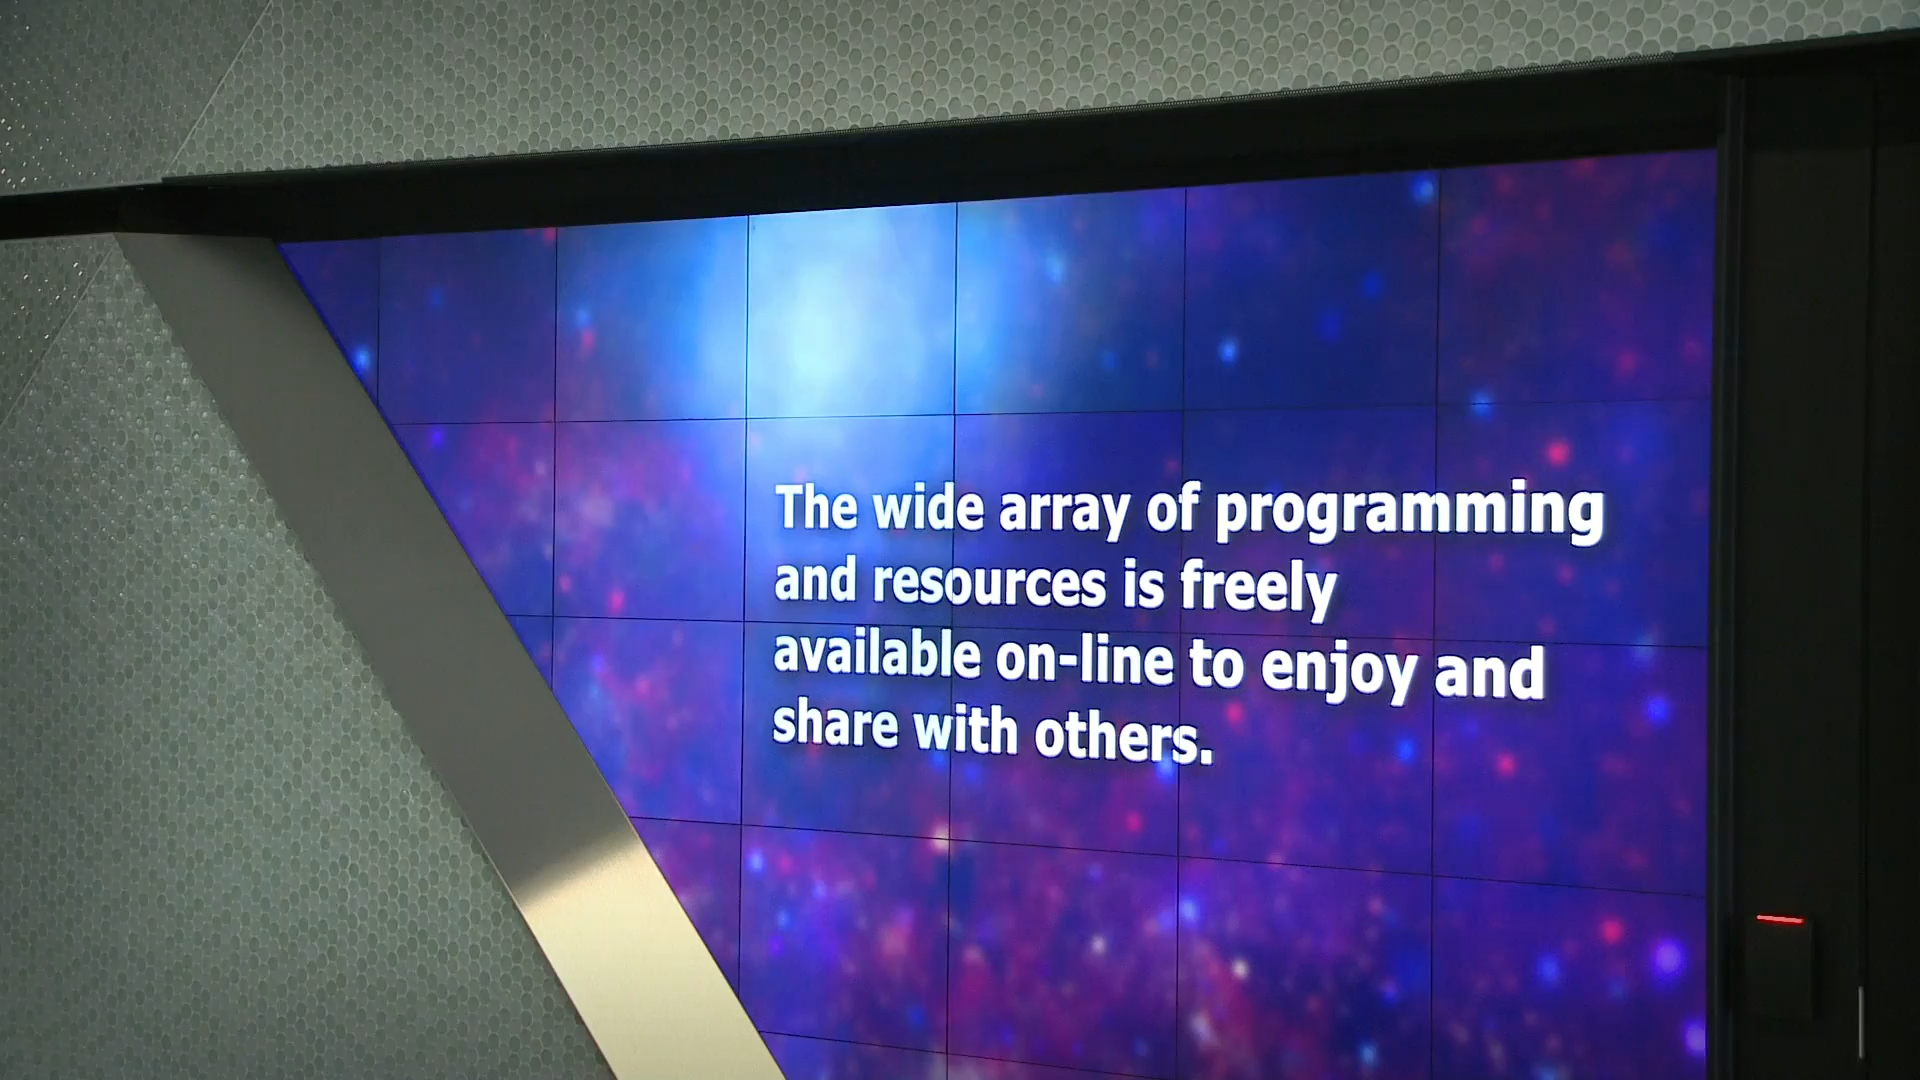 The wide array of programming
and resources is freely
available on-line to enjoy and
share with others.